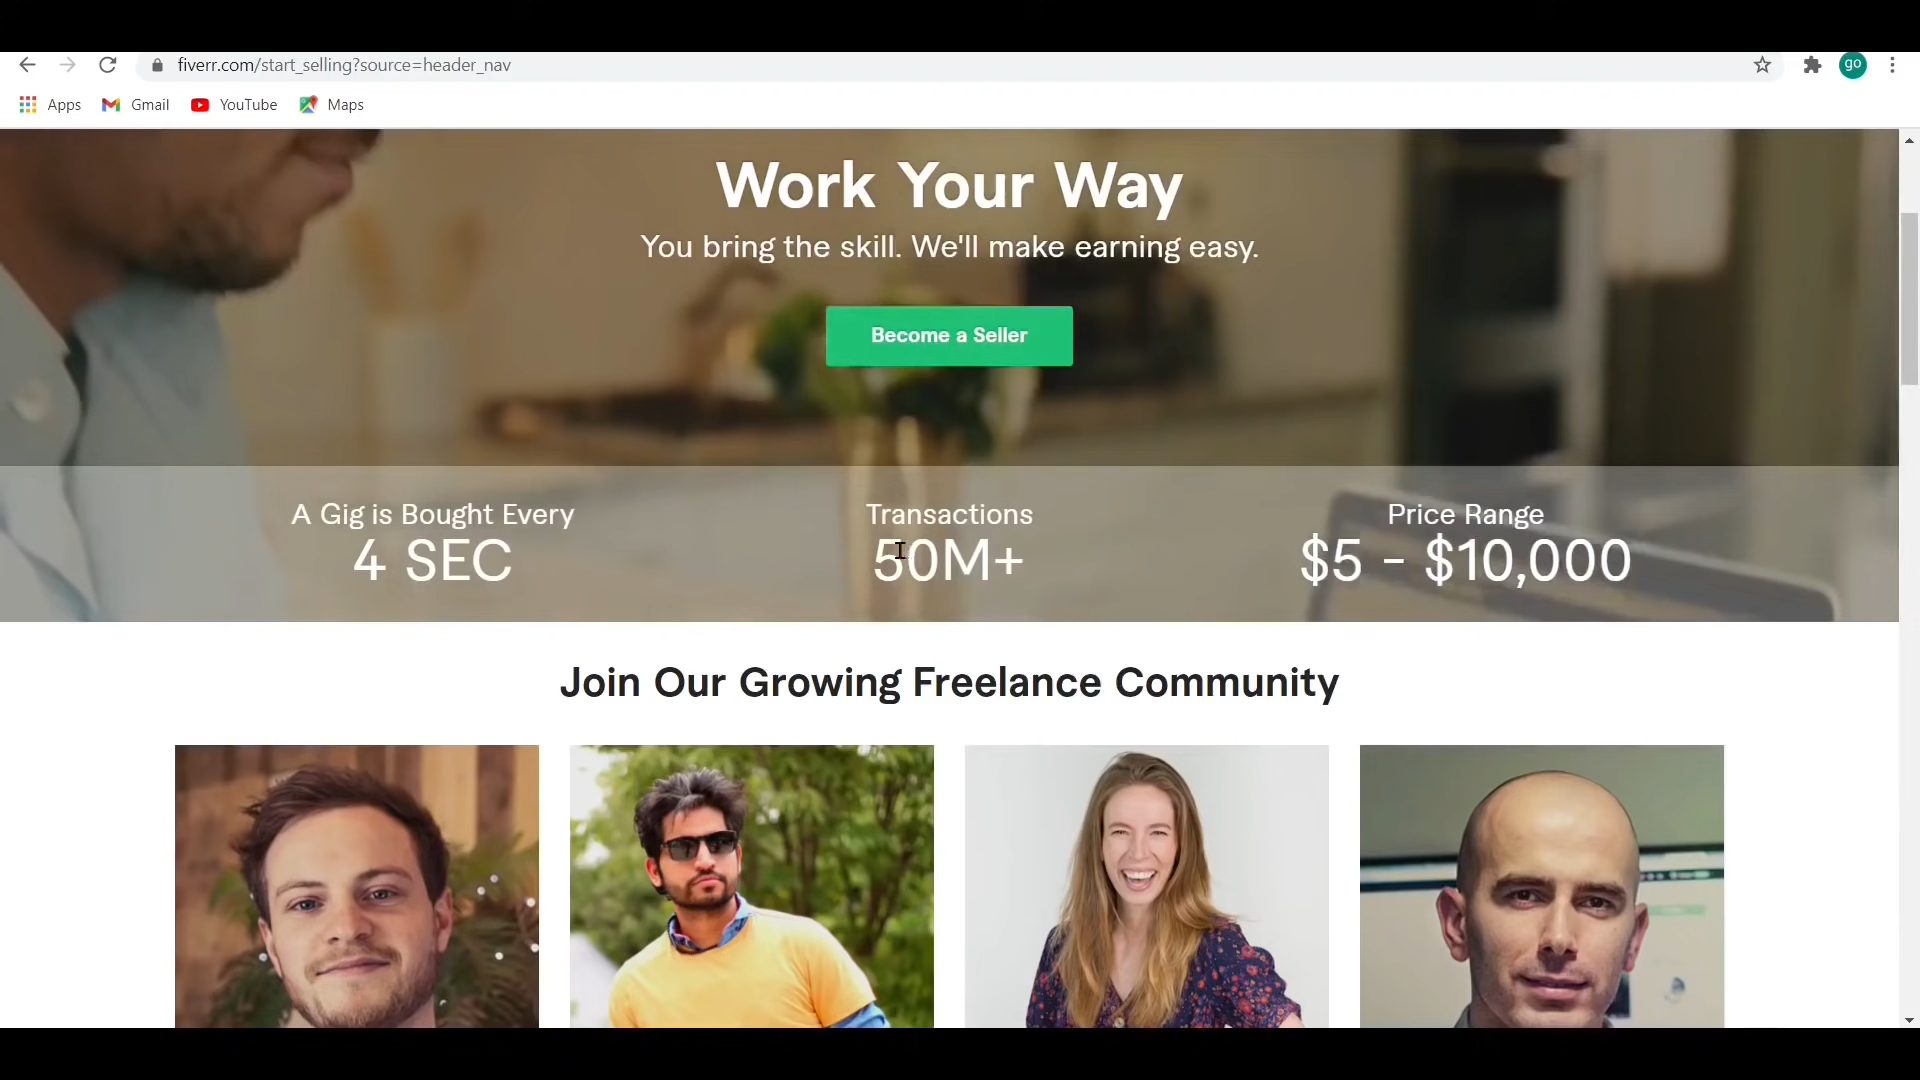 fiverr.com/start_selling?source=header_nav
go
Apps
Gmail
YouTube
Maps
Work Your Way
You bring the skill. We'll make earning easy.
Become a Seller
A Gig is Bought Every
4 SEC
Transactions
50M+
Price Range
$5 - $10,000
Join Our Growing Freelance Community